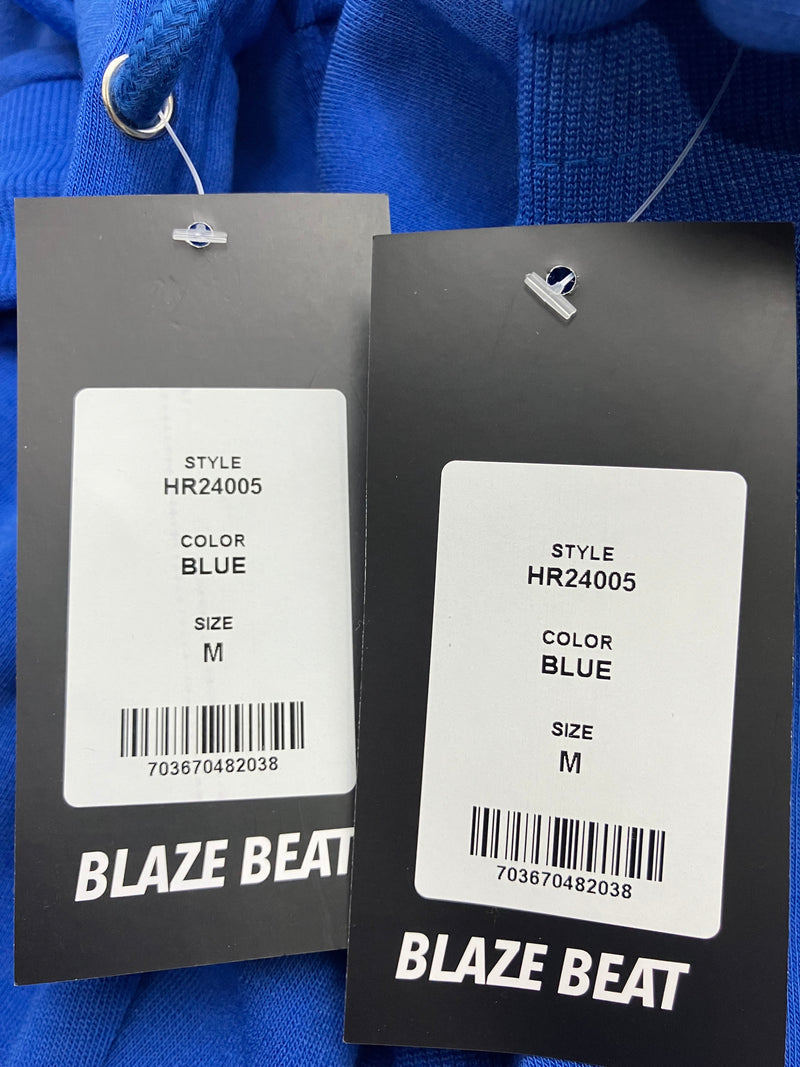 STYLE
HR24005
COLOR
BLUE
SIZE
M
703670482038
BLAZE BEAT
STYLE
HR24005
COLOR
BLUE
SIZE
M
703670482038
BLAZE BEAT